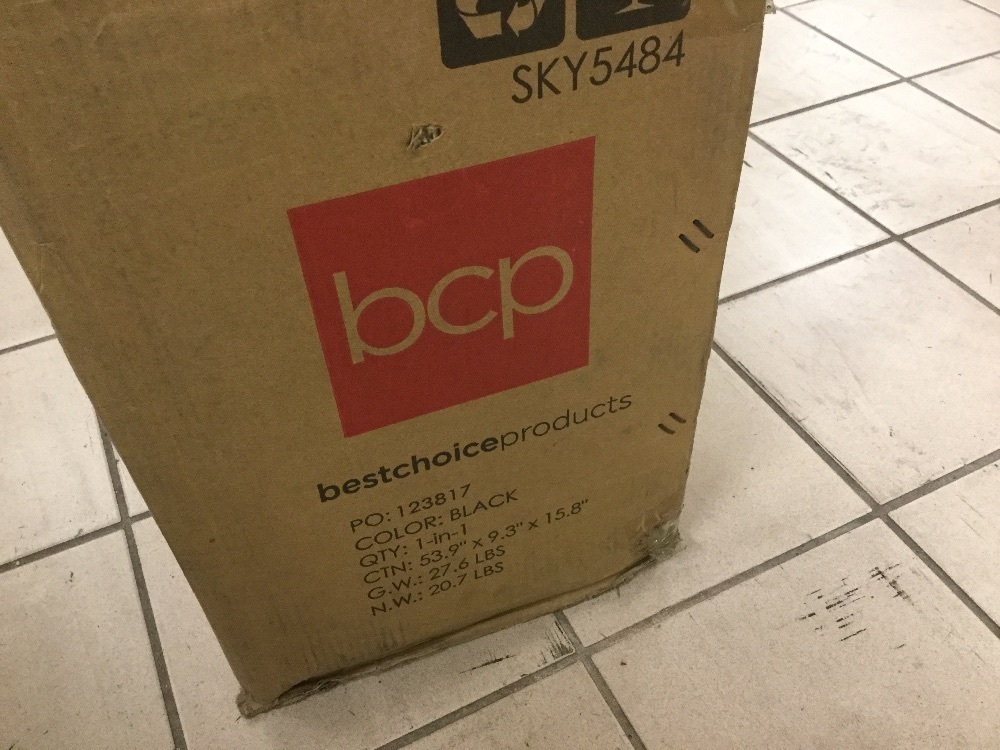 SKY5484
bcp
bestchoiceproducts
PO: 123817
COLOR: BLACK
QTY: 1-in-1
CTN: 53.9" x 9.3" x 15.8"
G.W.: 27.6 LBS
N.W.: 20.7 LBS